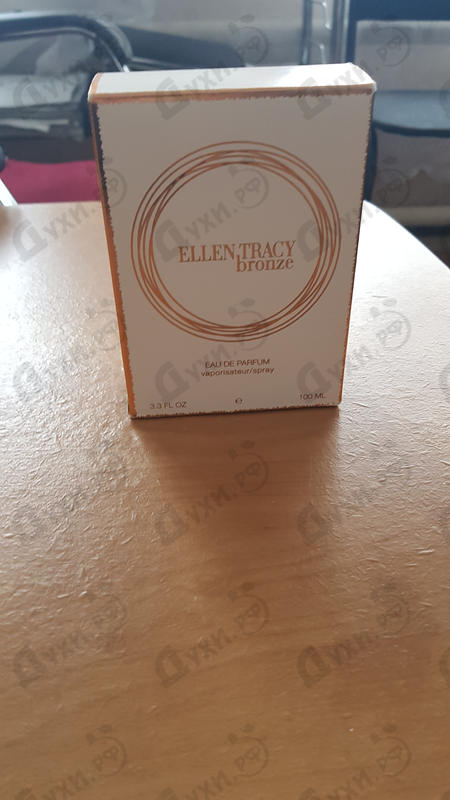 ELLEN TRACY
bronze
EAU DE PARFUM
vaporisateur/spray
3.3 FL OZ ℮ 100 ML
Духи.РФ